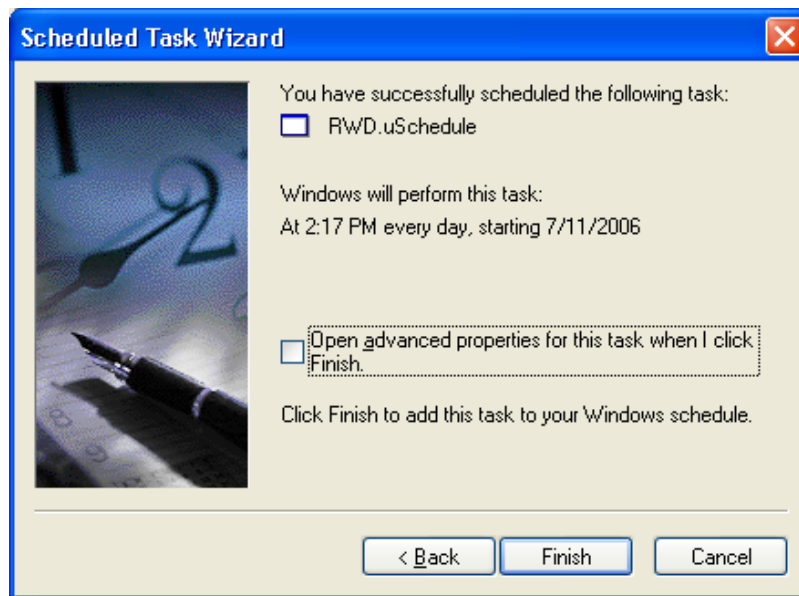 Scheduled Task Wizard
You have successfully scheduled the following task:
RWD.uSchedule
Windows will perform this task:
At 2:17 PM every day, starting 7/11/2006
Open advanced properties for this task when I click
Finish.
Click Finish to add this task to your Windows schedule.
< Back
Finish
Cancel